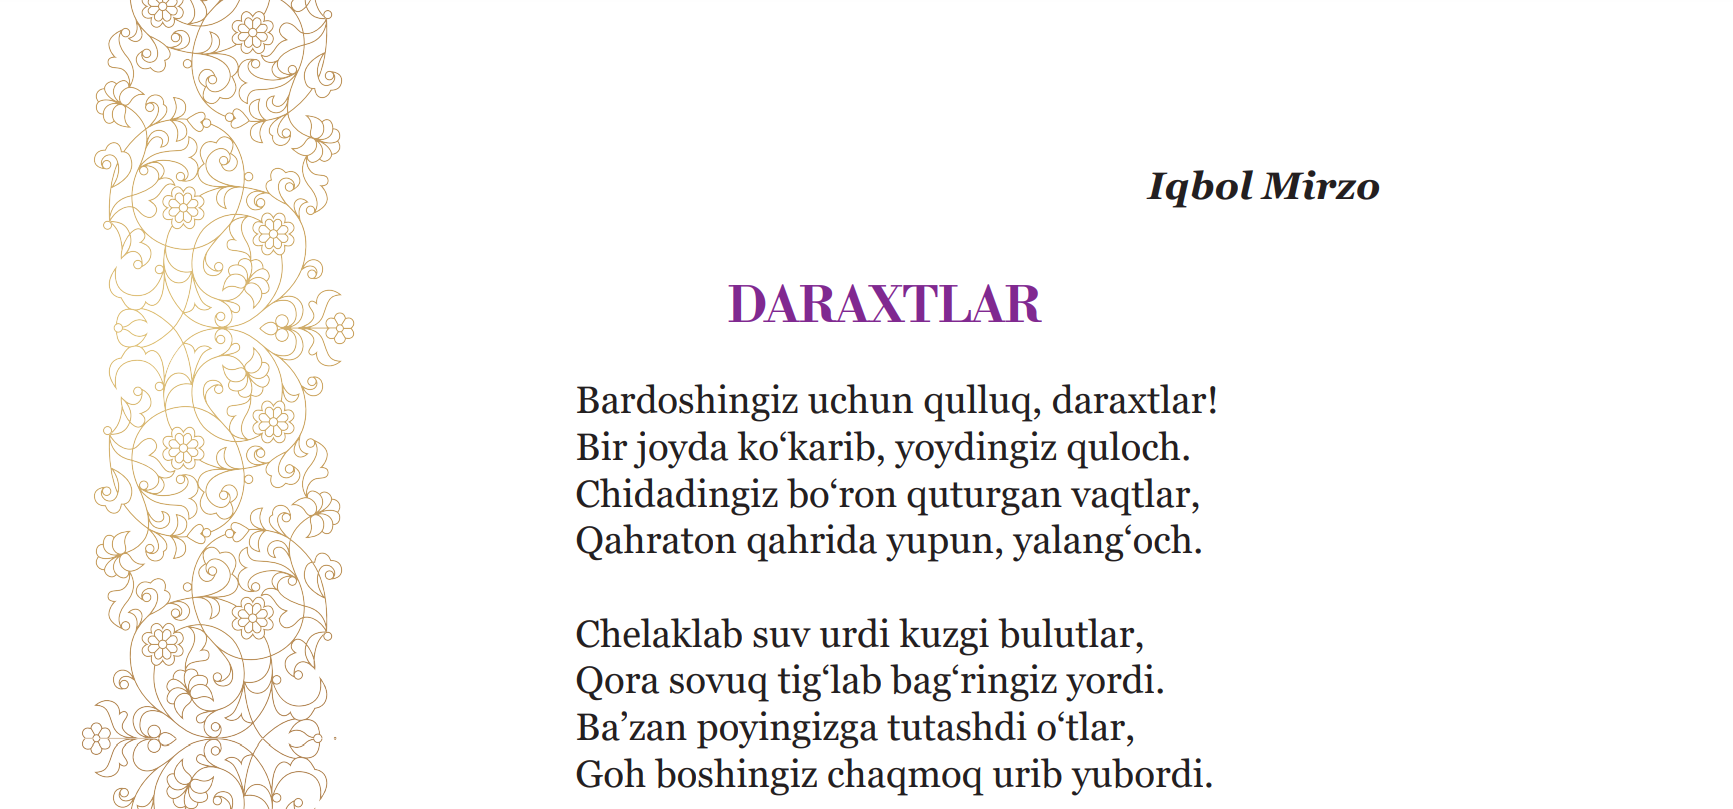 Iqbol Mirzo
DARAXTLAR
Bardoshingiz uchun qulluq, daraxtlar!
Bir joyda ko‘karib, yoydingiz quloch.
Chidadingiz bo‘ron quturgan vaqtlar,
Qahraton qahrida yupun, yalang‘och.
Chelaklab suv urdi kuzgi bulutlar,
Qora sovuq tig‘lab bag‘ringiz yordi.
Ba’zan poyingizga tutashdi o‘tlar,
Goh boshingiz chaqmoq urib yubordi.